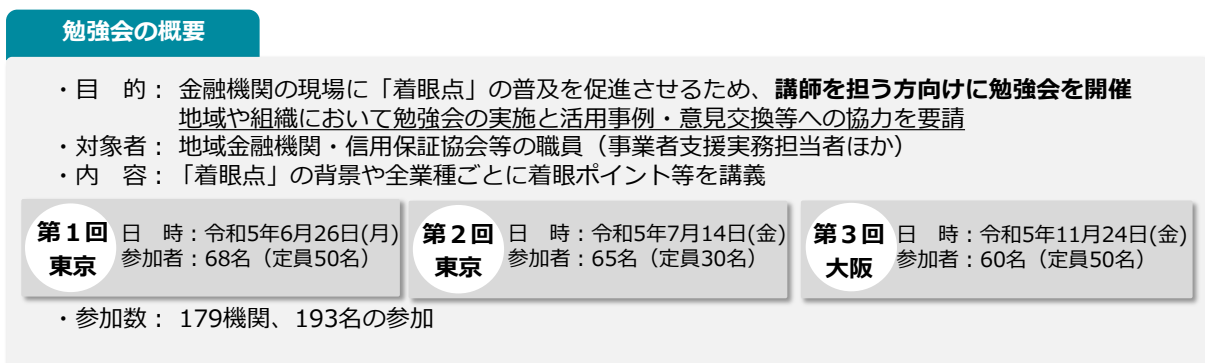 勉強会の概要
・目　的： 金融機関の現場に「着眼点」の普及を促進させるため、講師を担う方向けに勉強会を開催
地域や組織において勉強会の実施と活用事例・意見交換等への協力を要請
・対象者： 地域金融機関・信用保証協会等の職員（事業者支援実務担当者ほか）
・内　容：「着眼点」の背景や全業種ごとに着眼ポイント等を講義
第１回
東京
日　時：令和5年6月26日(月)
参加者：68名（定員50名）
第２回
東京
日　時：令和5年7月14日(金)
参加者：65名（定員30名）
第３回
大阪
日　時：令和5年11月24日(金)
参加者：60名（定員50名）
・参加数： 179機関、193名の参加